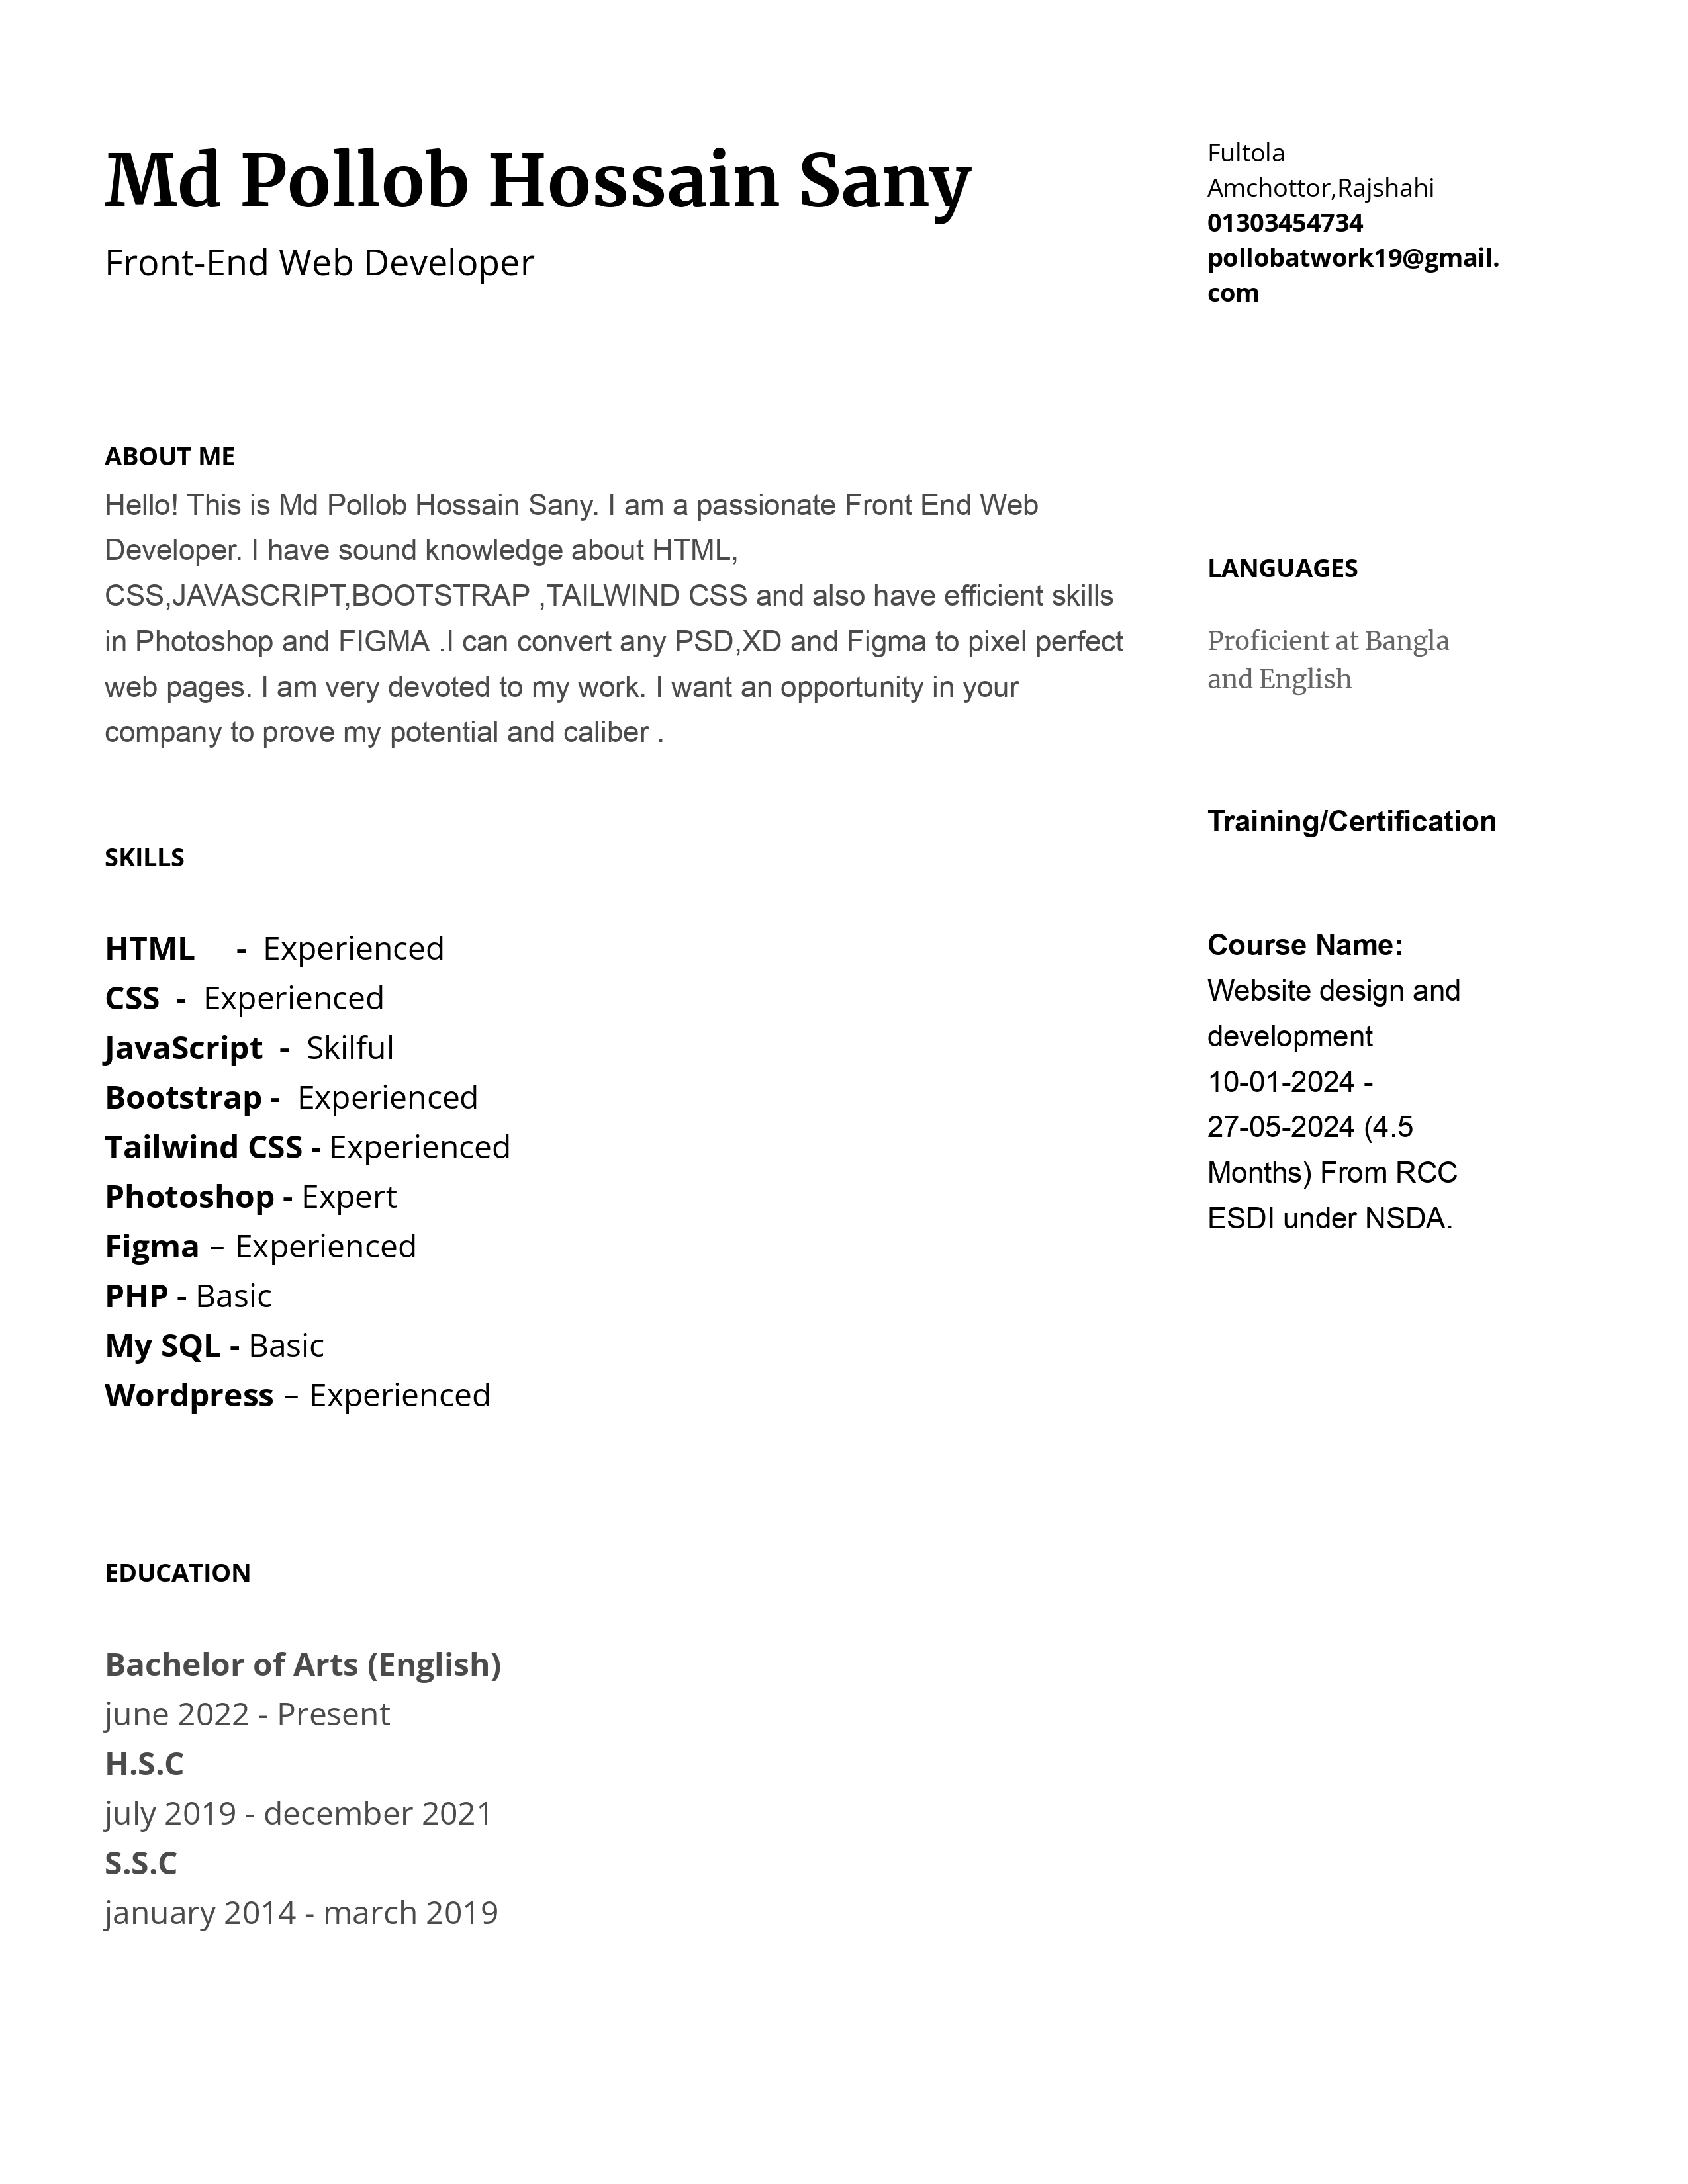 Md Pollob Hossain Sany
Front-End Web Developer
Fultola
Amchottor,Rajshahi
01303454734
pollobatwork19@gmail.
com
ABOUT ME
Hello! This is Md Pollob Hossain Sany. I am a passionate Front End Web
Developer. I have sound knowledge about HTML,
CSS,JAVASCRIPT,BOOTSTRAP ,TAILWIND CSS and also have efficient skills
in Photoshop and FIGMA .I can convert any PSD,XD and Figma to pixel perfect
web pages. I am very devoted to my work. I want an opportunity in your
company to prove my potential and caliber .
SKILLS
HTML - Experienced
CSS - Experienced
JavaScript - Skilful
Bootstrap - Experienced
Tailwind CSS - Experienced
Photoshop - Expert
Figma – Experienced
PHP - Basic
My SQL - Basic
Wordpress – Experienced
EDUCATION
Bachelor of Arts (English)
june 2022 - Present
H.S.C
july 2019 - december 2021
S.S.C
january 2014 - march 2019
LANGUAGES
Proficient at Bangla
and English
Training/Certification
Course Name:
Website design and
development
10-01-2024 -
27-05-2024 (4.5
Months) From RCC
ESDI under NSDA.